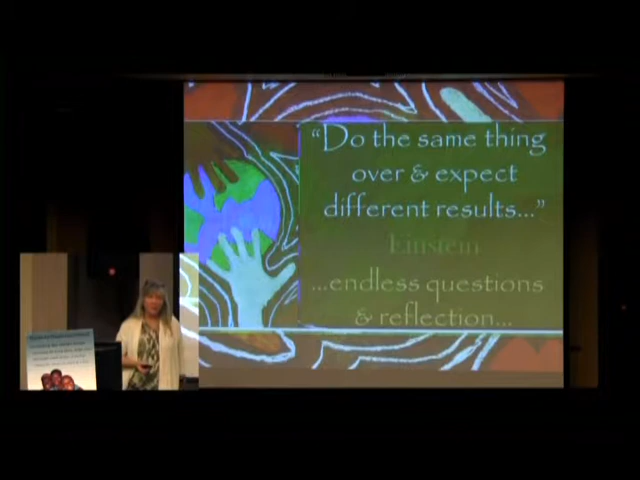 “Do the same thing
over & expect
different results...”
Einstein
...endless questions
& reflection...